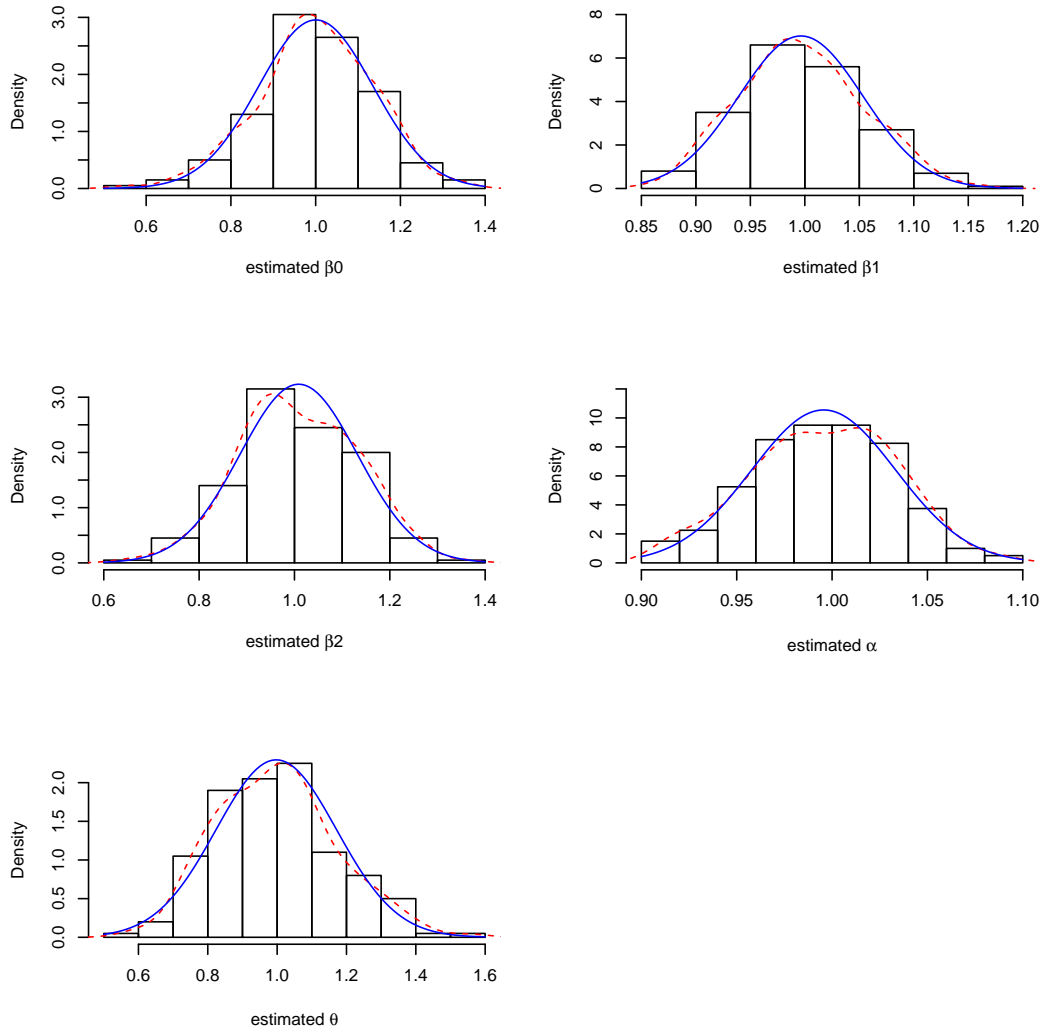 Density
0.0 1.0 2.0 3.0
0.6 0.8 1.0 1.2 1.4
estimated β0
Density
0 2 4 6 8
0.85 0.90 0.95 1.00 1.05 1.10 1.15 1.20
estimated β1
Density
0.0 1.0 2.0 3.0
0.6 0.8 1.0 1.2 1.4
estimated β2
Density
0 2 4 6 8 10
0.90 0.95 1.00 1.05 1.10
estimated α
Density
0.0 0.5 1.0 1.5 2.0
0.6 0.8 1.0 1.2 1.4 1.6
estimated θ